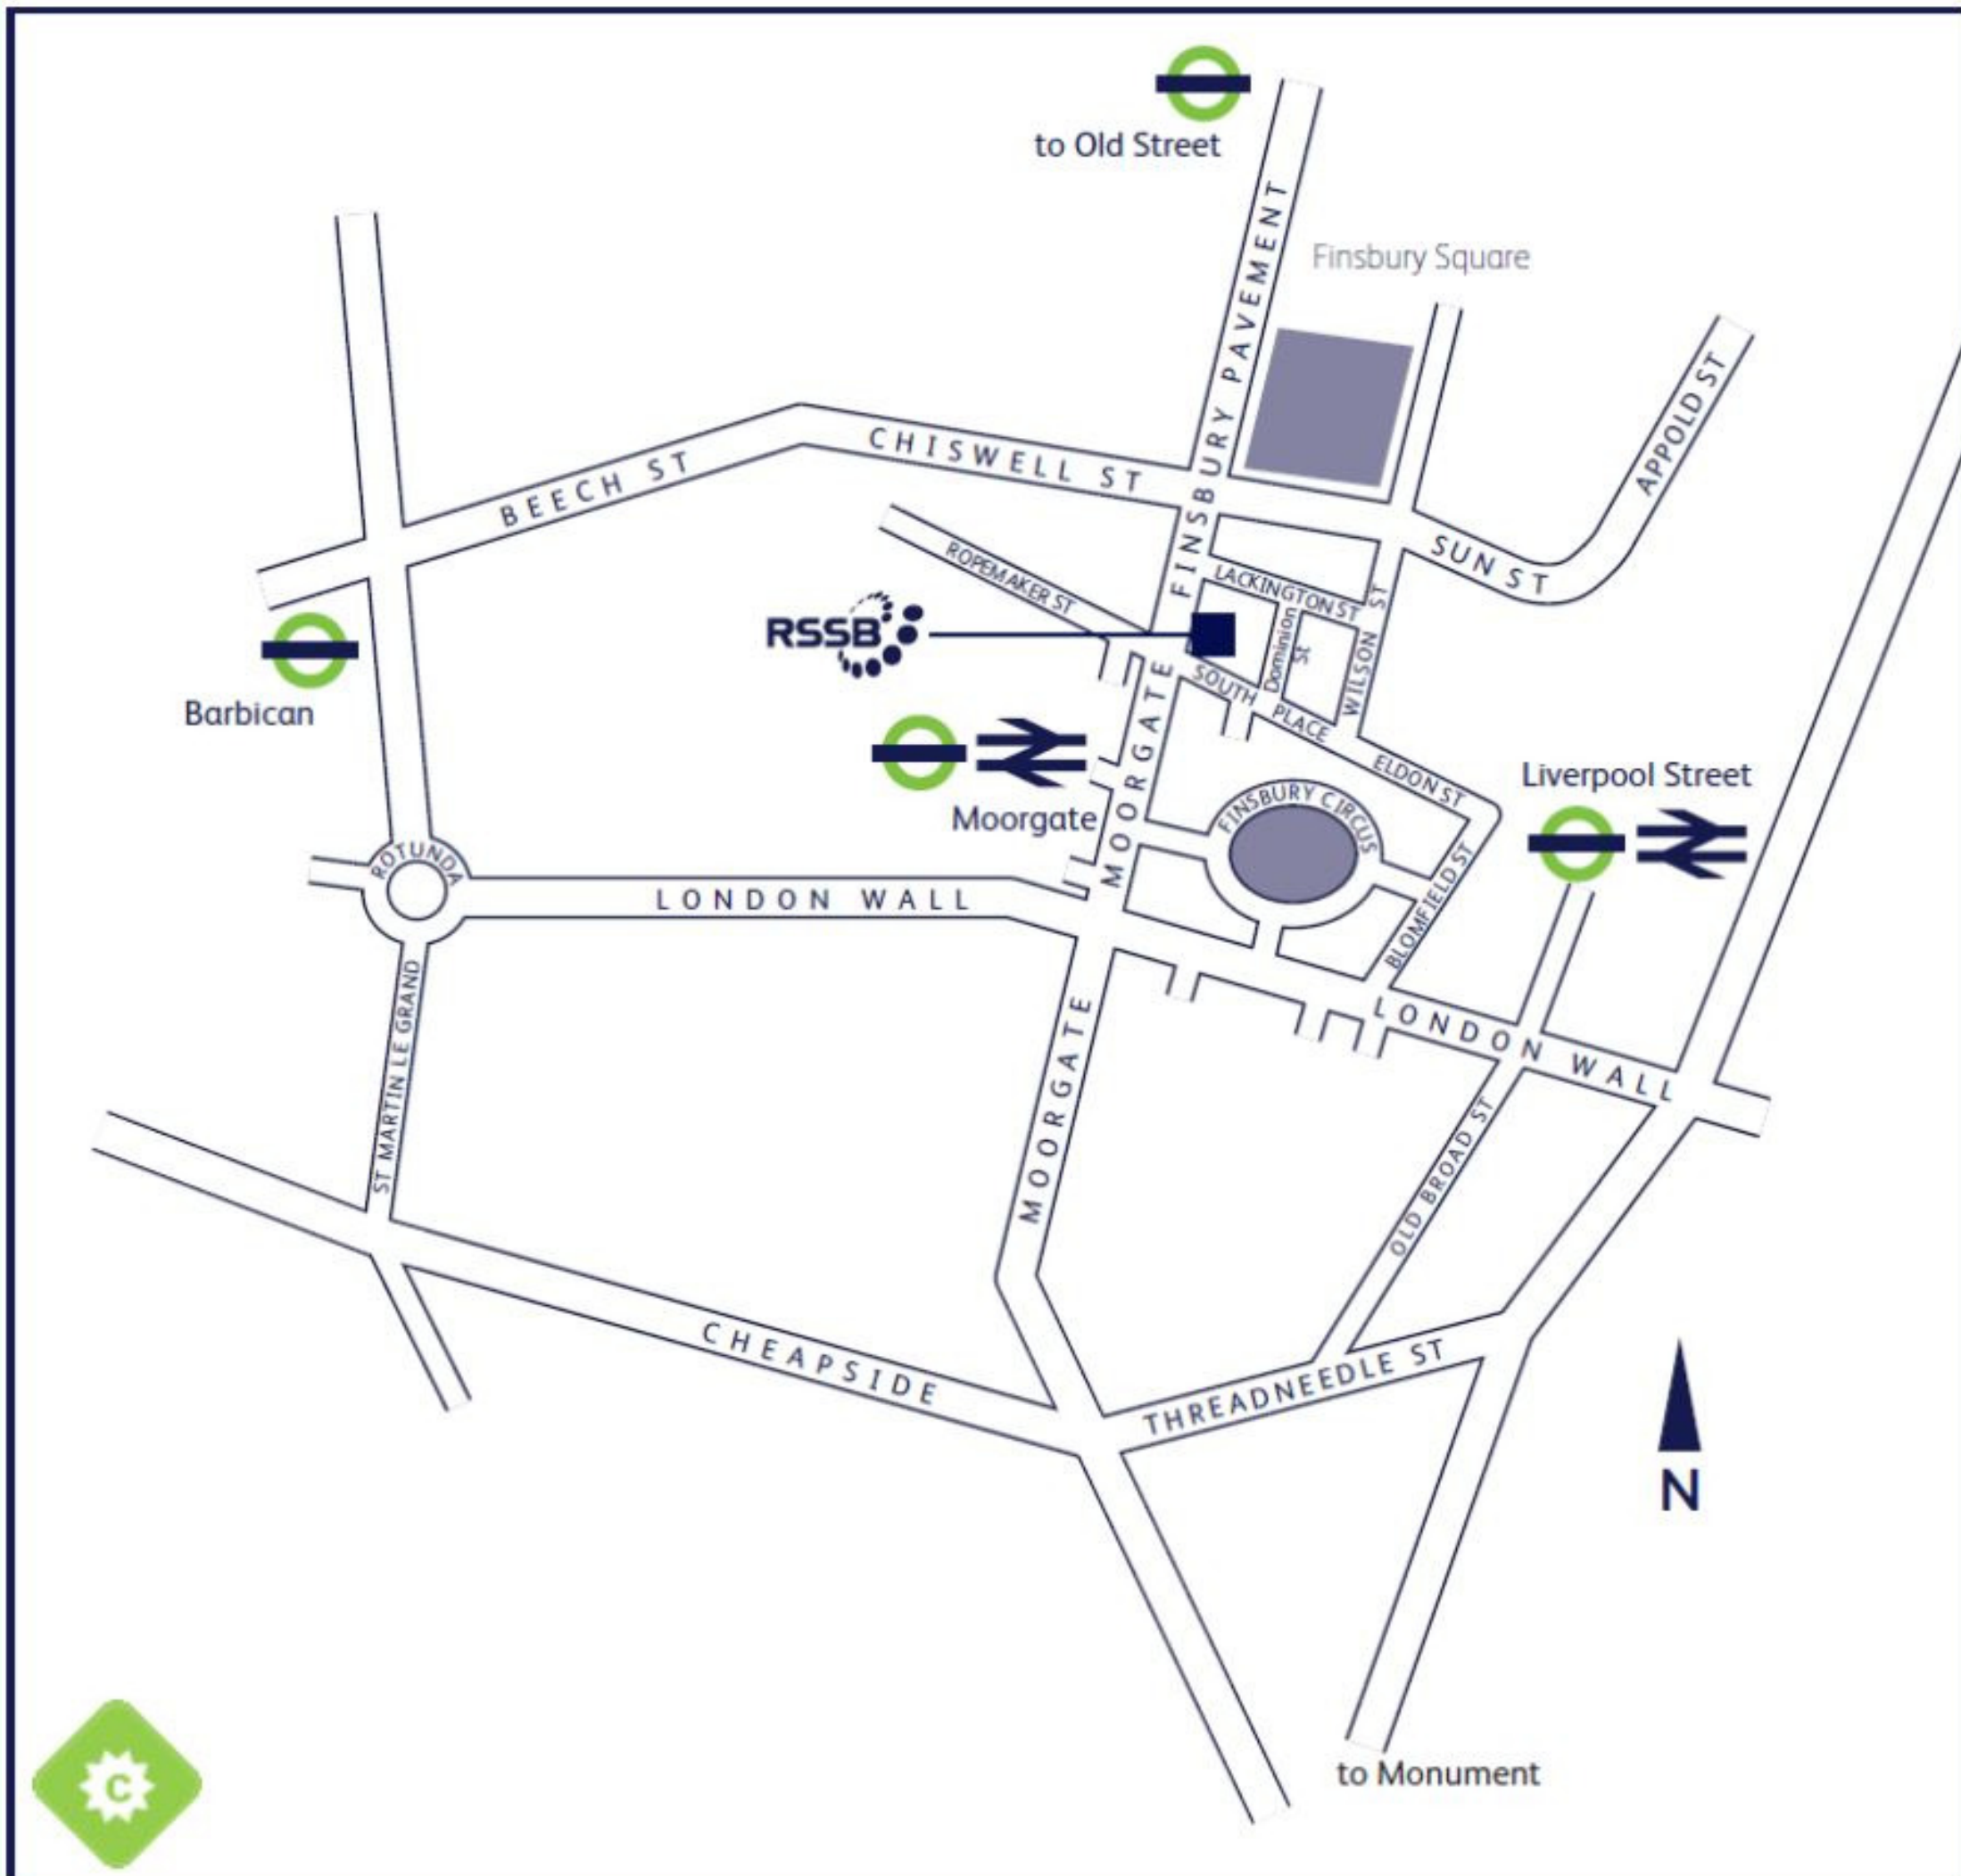 to Old Street
FINSBURY PAVEMENT
Finsbury Square
APPOLD ST
CHISWELL ST
BEECH ST
SUN ST
ROPEMAKER ST
LACKINGTON ST
Dominion
St
WILSON ST
RSSB
SOUTH PLACE
Barbican
MOORGATE
ELDON ST
Liverpool Street
FINSBURY CIRCUS
Moorgate
ROTUNDA
LONDON WALL
BLOMFIELD ST
ST MARTIN LE GRAND
MOORGATE
LONDON WALL
OLD BROAD ST
CHEAPSIDE
THREADNEEDLE ST
N
to Monument
C